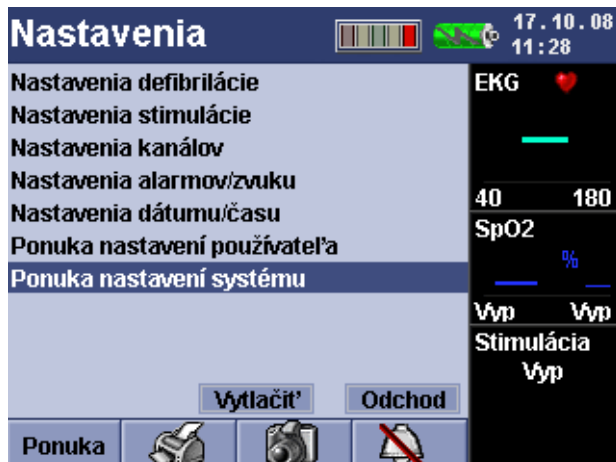 Nastavenia
17.10.08
11:28
Nastavenia defibrilácie
Nastavenia stimulácie
Nastavenia kanálov
Nastavenia alarmov/zvuku
Nastavenia dátumu/času
Ponuka nastavení používateľa
Ponuka nastavení systému
Vytlačiť
Odchod
Ponuka
EKG
40 180
SpO2
%
Vyp Vyp
Stimulácia
Vyp